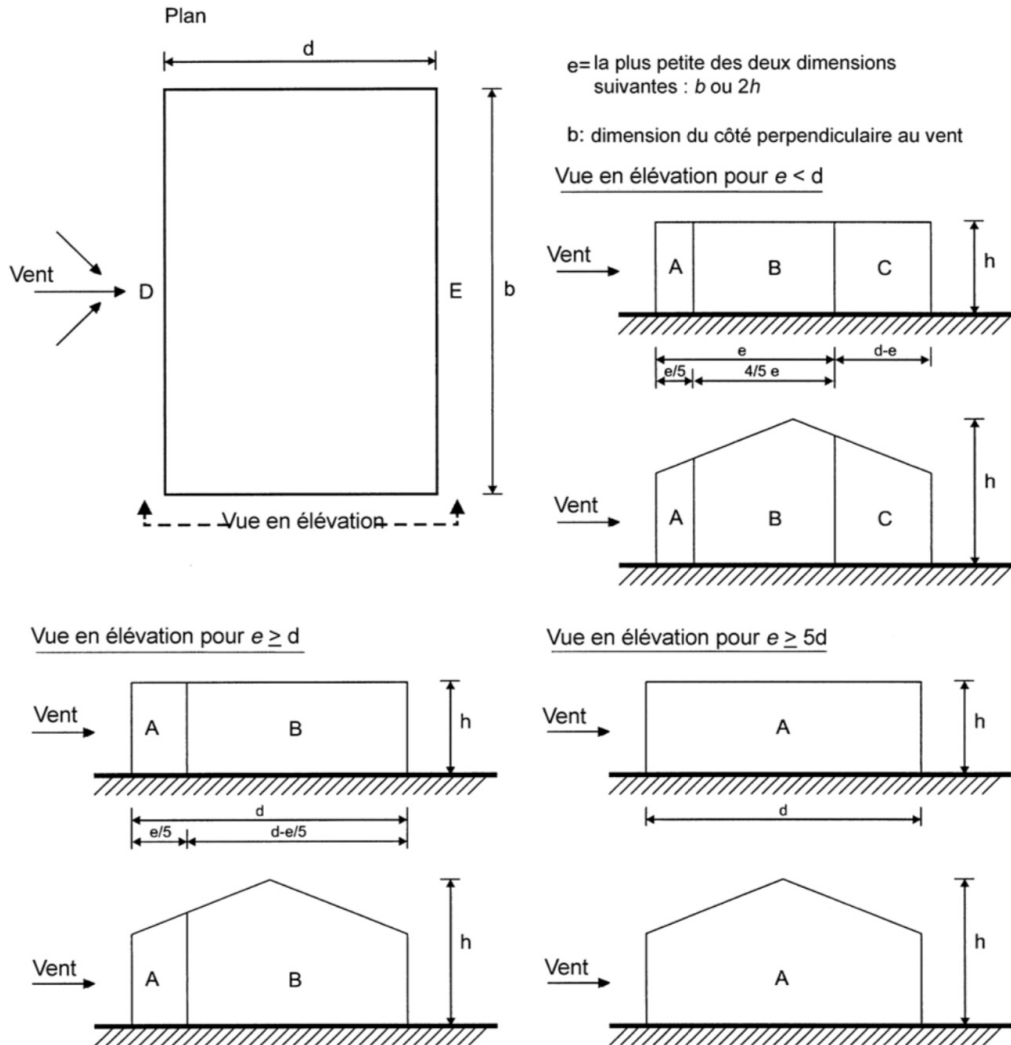 Plan
d
e= la plus petite des deux dimensions
suivantes : b ou 2h
b: dimension du côté perpendiculaire au vent
Vent
D
E
b
Vue en élévation
Vue en élévation pour e < d
Vent
A
B
C
h
e
d-e
e/5
4/5 e
Vent
A
B
C
h
Vue en élévation pour e ≥ d
Vent
A
B
h
d
e/5
d-e/5
Vent
A
B
h
Vue en élévation pour e ≥ 5d
Vent
A
h
d
Vent
A
h